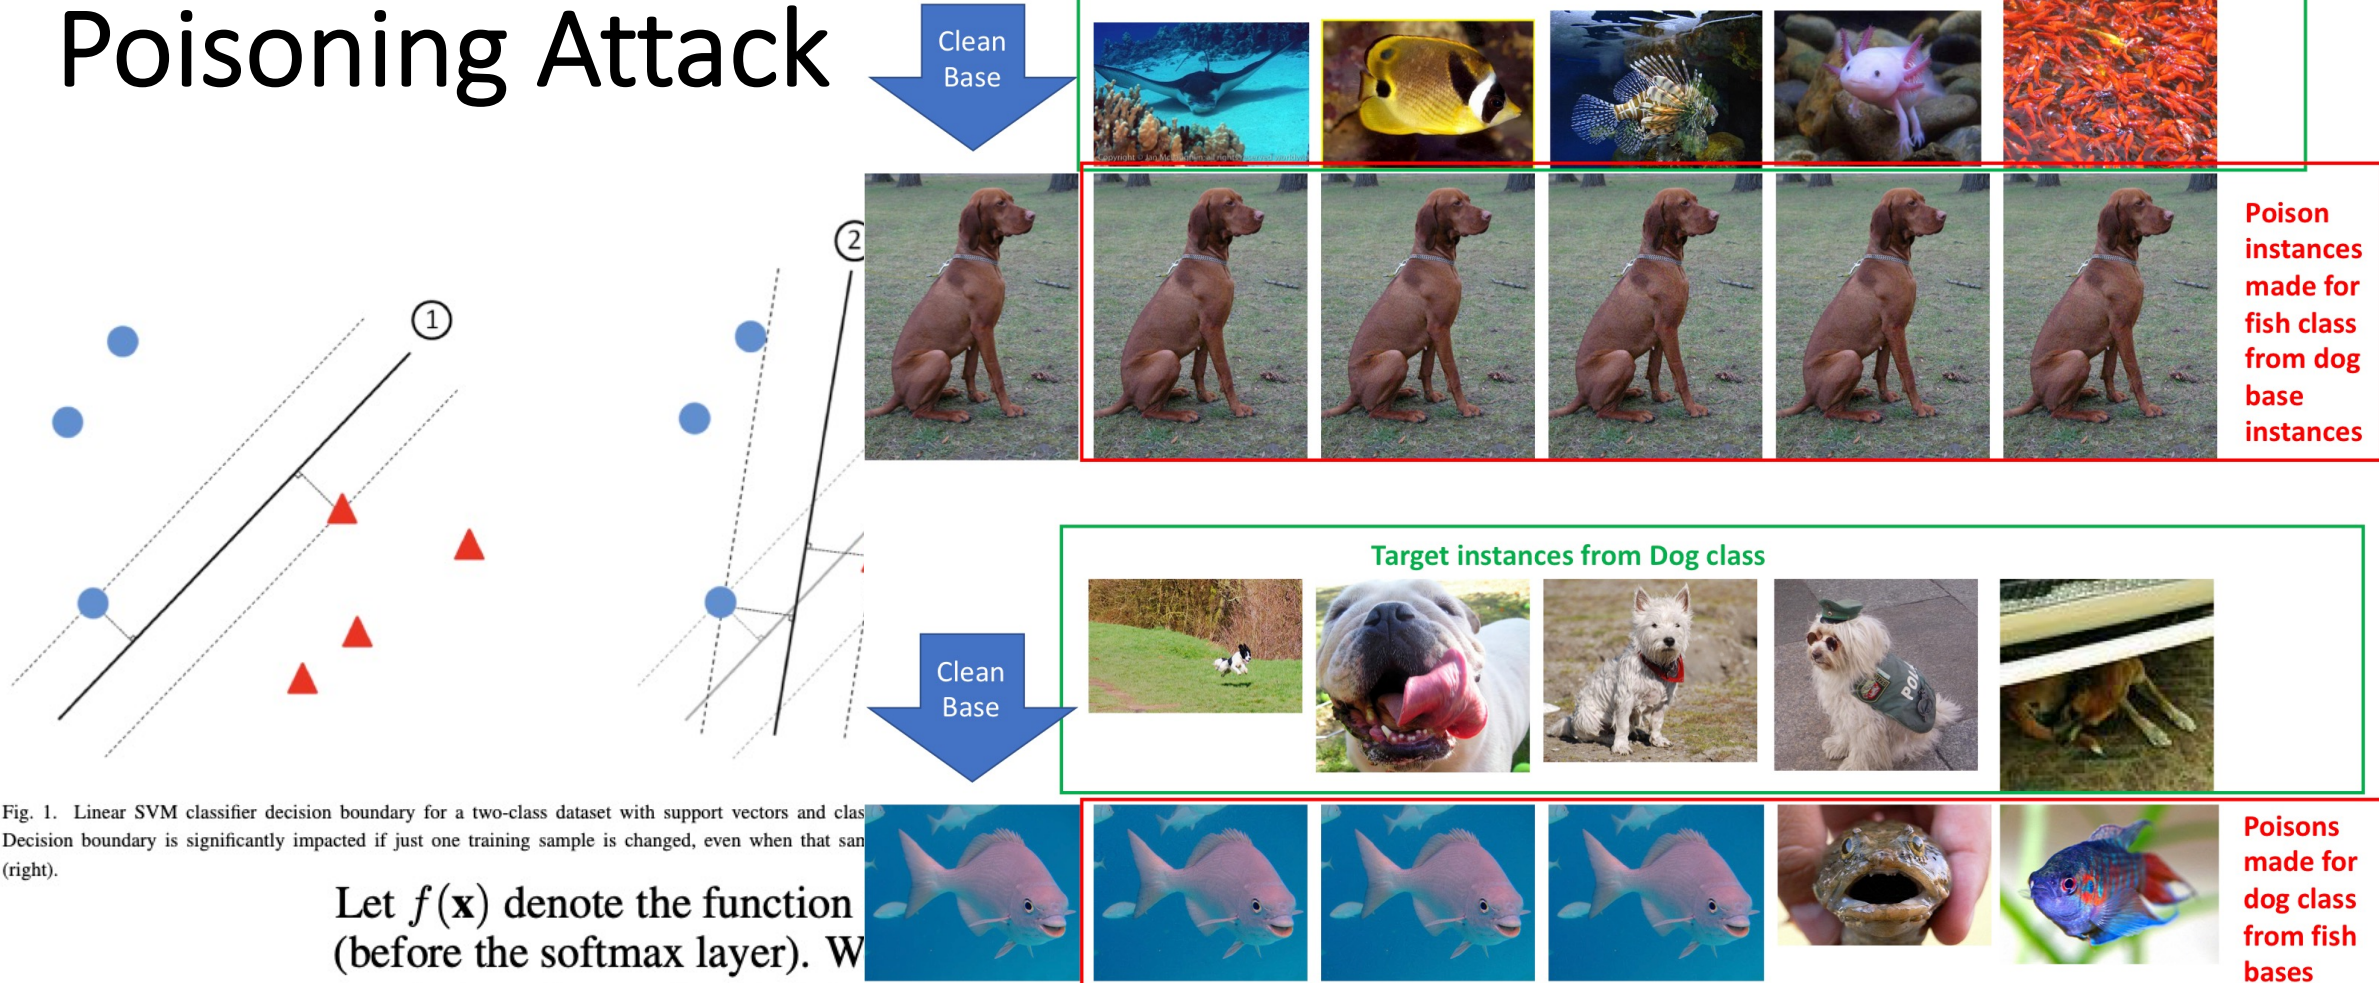 Poisoning Attack
Clean
Base
1
2
Fig. 1. Linear SVM classifier decision boundary for a two-class dataset with support vectors and clas
Decision boundary is significantly impacted if just one training sample is changed, even when that sam
(right).
Let f(x) denote the function
(before the softmax layer). W
Poison
instances
made for
fish class
from dog
base
instances
Target instances from Dog class
Clean
Base
POLI
Poisons
made for
dog class
from fish
bases